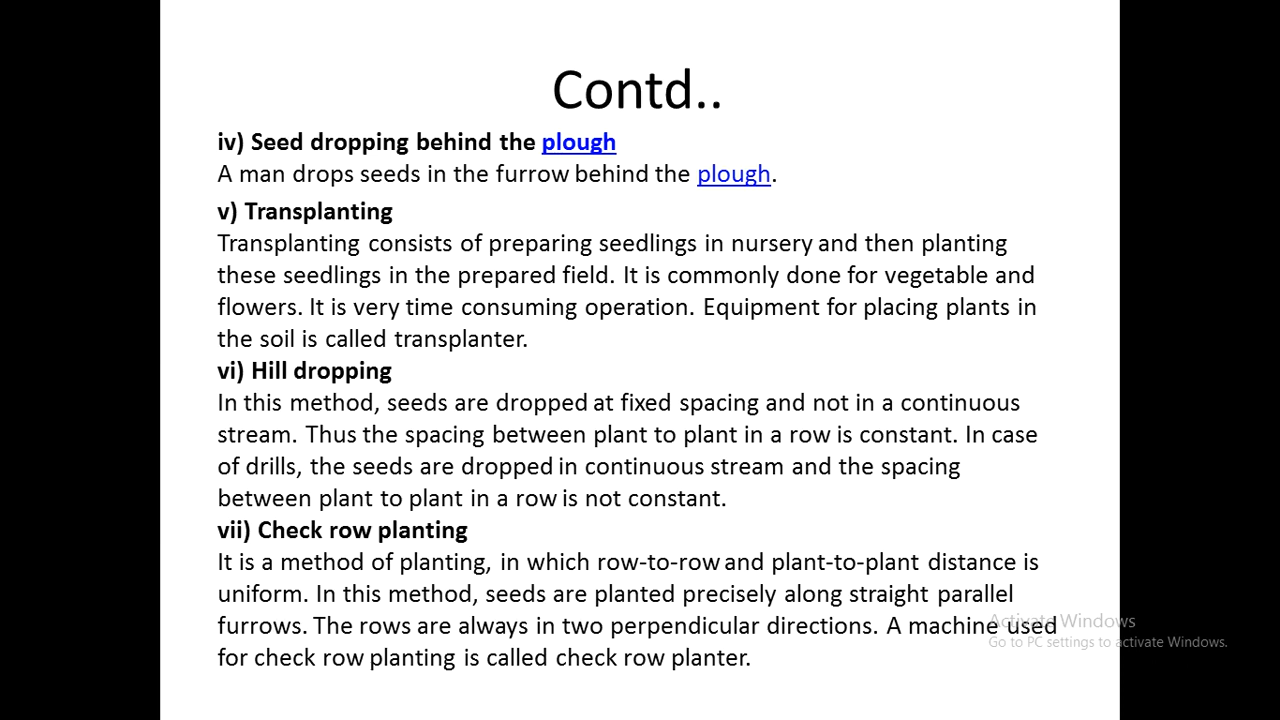 Contd..
iv) Seed dropping behind the plough
A man drops seeds in the furrow behind the plough.
v) Transplanting
Transplanting consists of preparing seedlings in nursery and then planting
these seedlings in the prepared field. It is commonly done for vegetable and
flowers. It is very time consuming operation. Equipment for placing plants in
the soil is called transplanter.
vi) Hill dropping
In this method, seeds are dropped at fixed spacing and not in a continuous
stream. Thus the spacing between plant to plant in a row is constant. In case
of drills, the seeds are dropped in continuous stream and the spacing
between plant to plant in a row is not constant.
vii) Check row planting
It is a method of planting, in which row-to-row and plant-to-plant distance is
uniform. In this method, seeds are planted precisely along straight parallel
furrows. The rows are always in two perpendicular directions. A machine used
for check row planting is called check row planter.
Activate Windows
Go to PC settings to activate Windows.